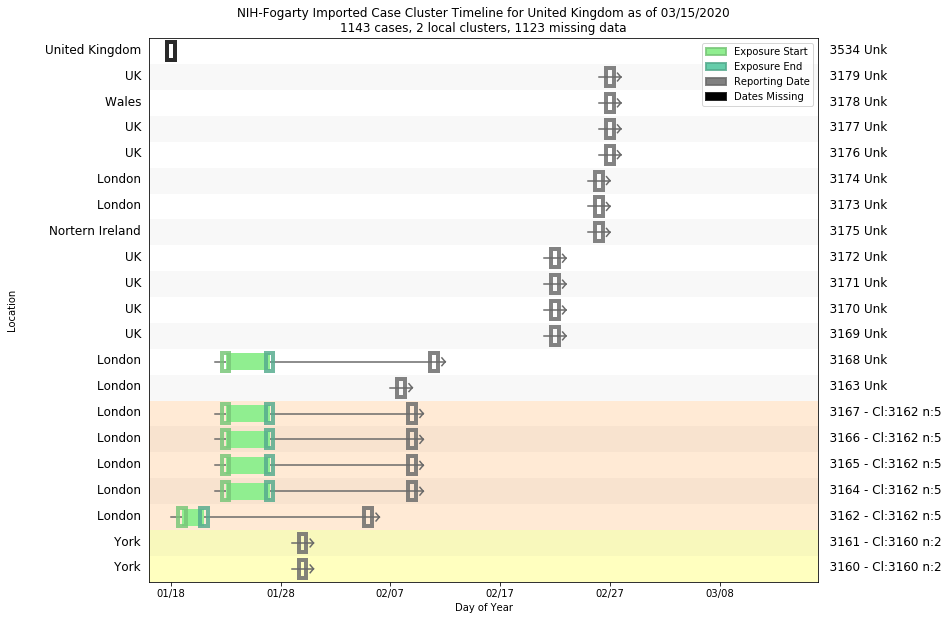 NIH-Fogarty Imported Case Cluster Timeline for United Kingdom as of 03/15/2020
1143 cases, 2 local clusters, 1123 missing data
Exposure Start
Exposure End
Reporting Date
Dates Missing
Location
United Kingdom 3534 Unk
UK 3179 Unk
Wales 3178 Unk
UK 3177 Unk
UK 3176 Unk
London 3174 Unk
London 3173 Unk
Nortern Ireland 3175 Unk
UK 3172 Unk
UK 3171 Unk
UK 3170 Unk
UK 3169 Unk
London 3168 Unk
London 3163 Unk
London 3167 - Cl:3162 n:5
London 3166 - Cl:3162 n:5
London 3165 - Cl:3162 n:5
London 3164 - Cl:3162 n:5
London 3162 - Cl:3162 n:5
York 3161 - Cl:3160 n:2
York 3160 - Cl:3160 n:2
01/18 01/28 02/07 02/17 02/27 03/08
Day of Year